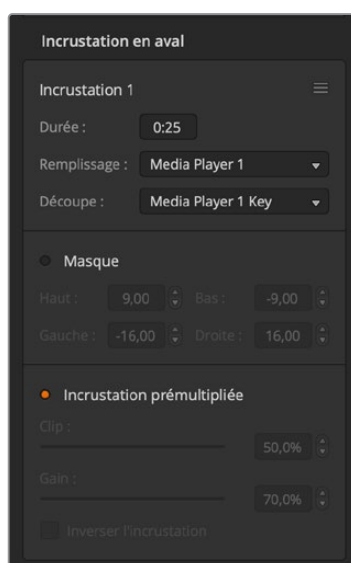 Incrustation en aval
Incrustation 1
Durée : 0:25
Remplissage : Media Player 1
Découpe : Media Player 1 Key
Masque
Haut : 9,00 Bas : -9,00
Gauche : -16,00 Droite : 16,00
Incrustation prémultipliée
Clip :
50,0%
Gain :
70,0%
Inverser l'incrustation